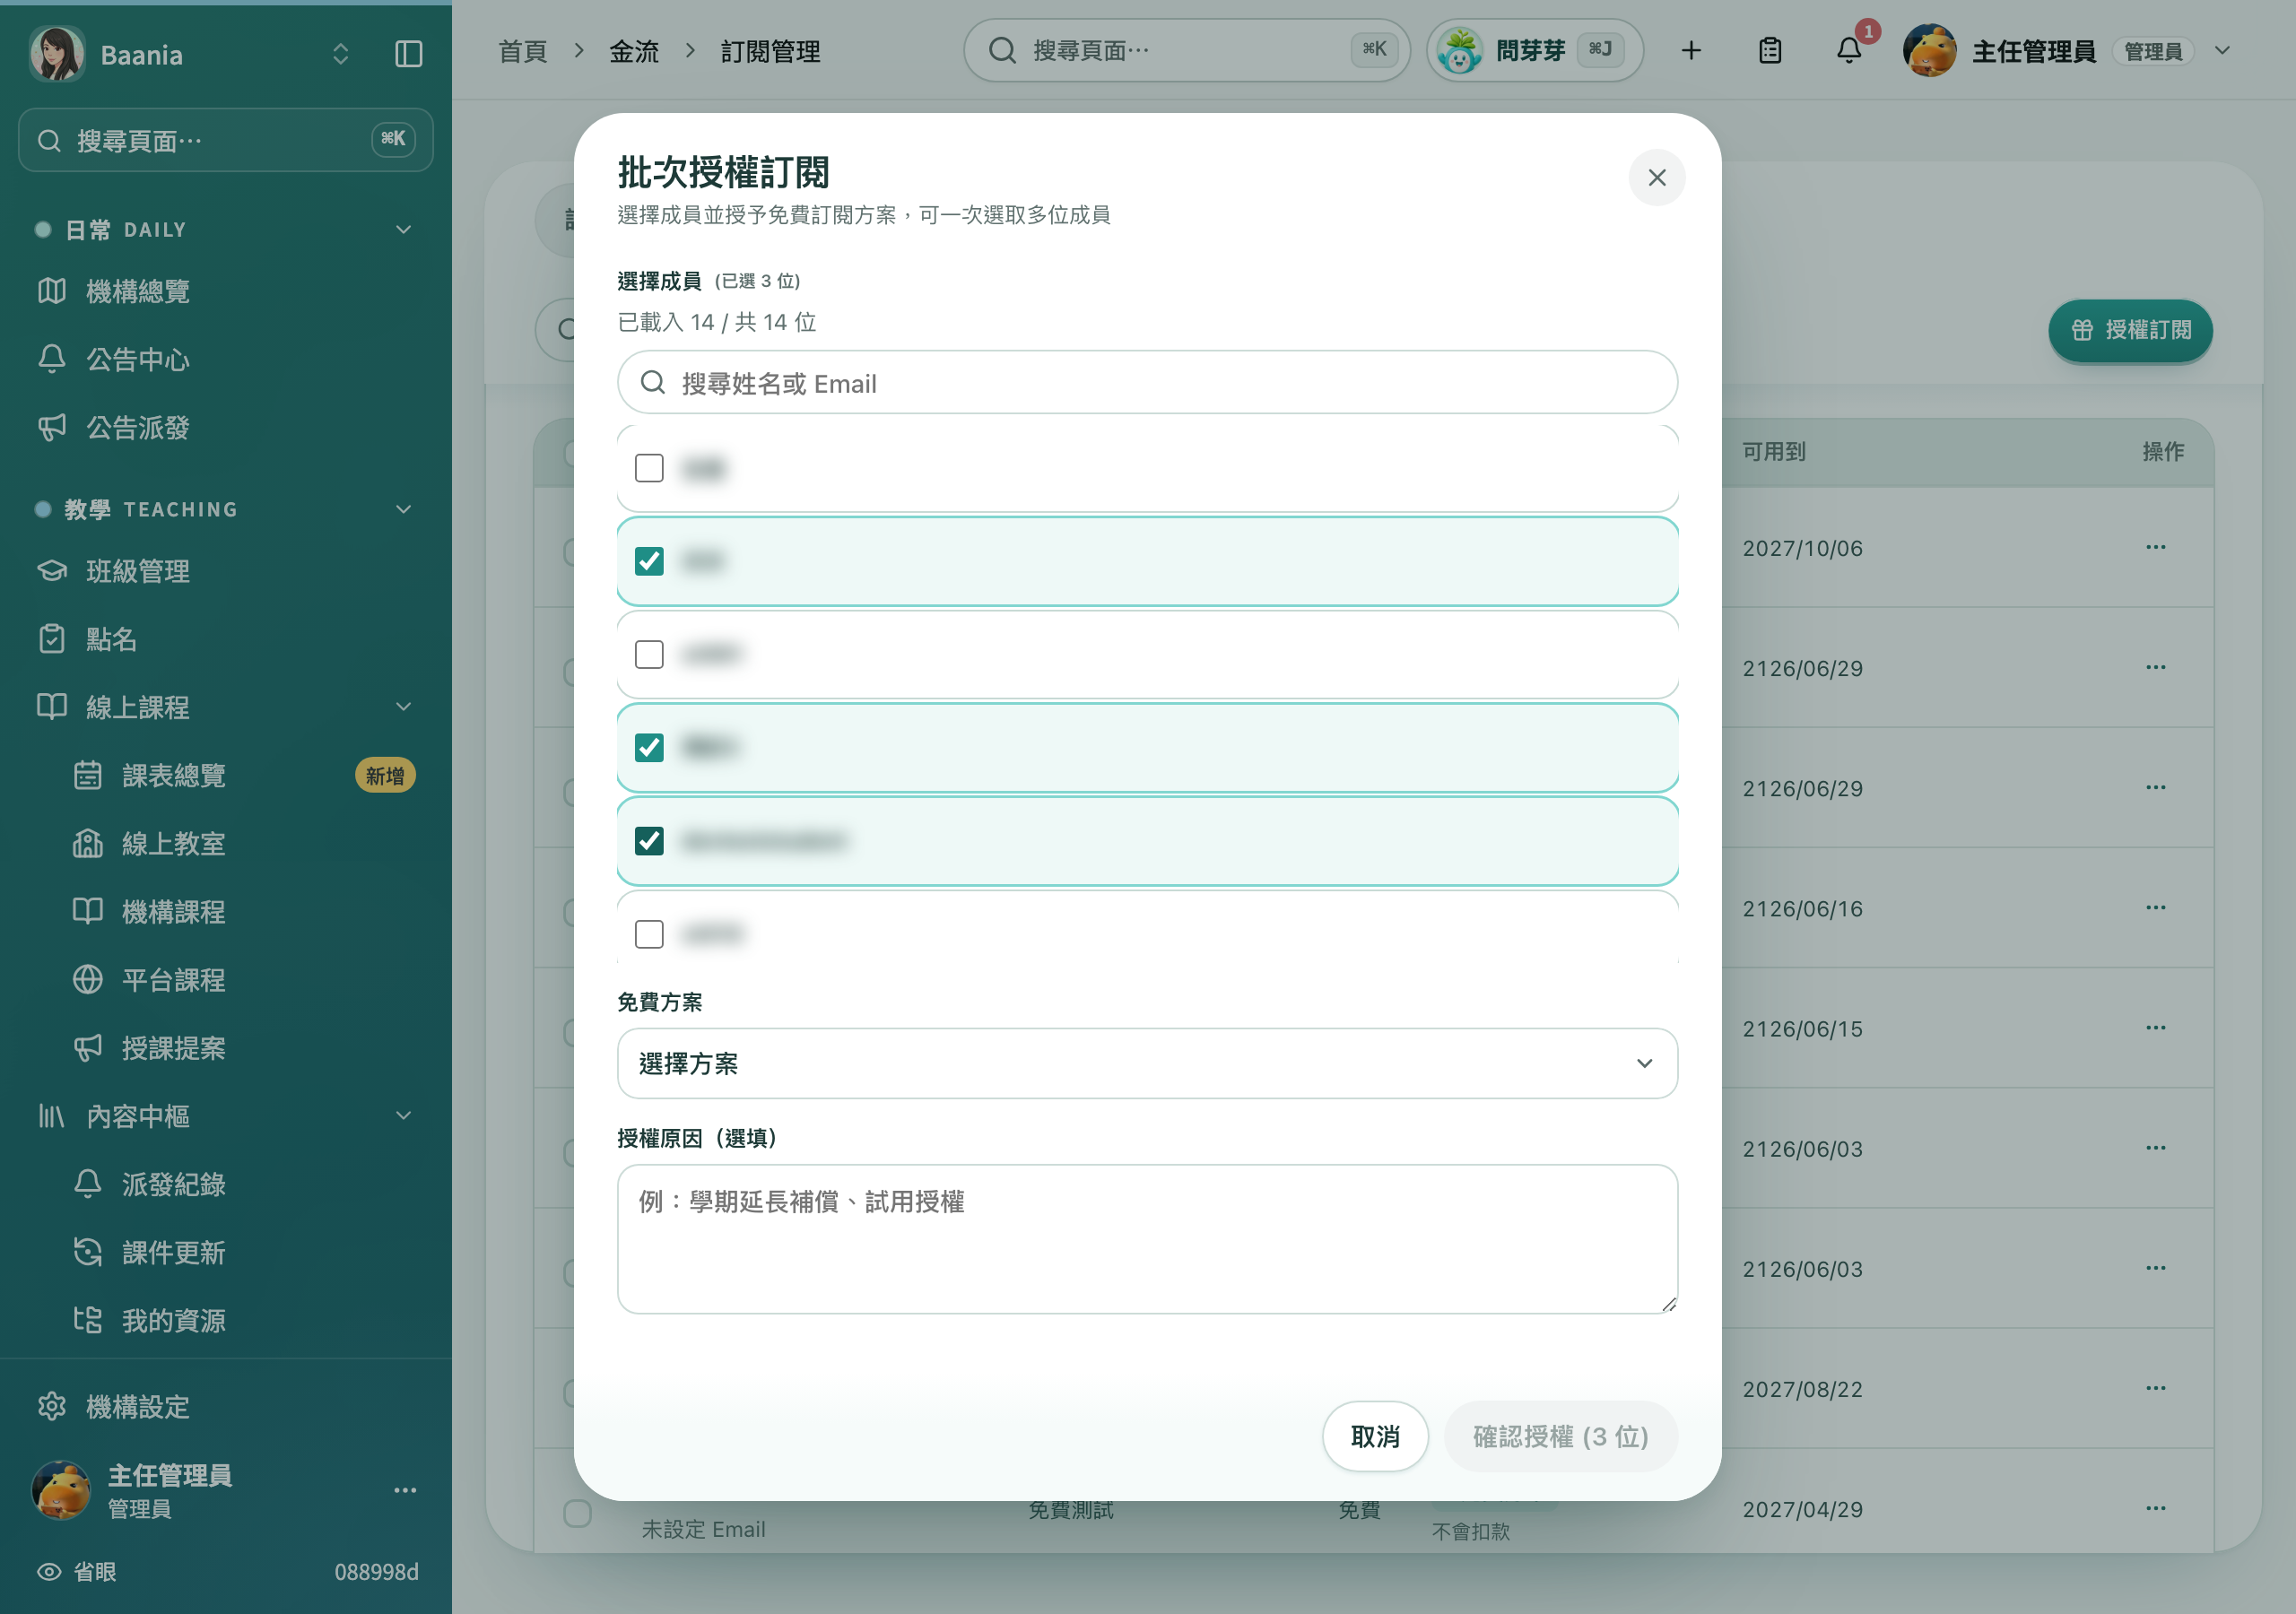 Baania
搜尋頁面… ⌘K
日常 DAILY
機構總覽
公告中心
公告派發
教學 TEACHING
班級管理
點名
線上課程
課表總覽 新增
線上教室
機構課程
平台課程
授課提案
內容中樞
派發紀錄
課件更新
我的資源
機構設定
主任管理員
管理員
省眼 088998d
首頁 > 金流 > 訂閱管理
搜尋頁面… ⌘K
問芽芽 ⌘J
1
主任管理員 管理員
授權訂閱
可用到 操作
2027/10/06
2126/06/29
2126/06/29
2126/06/16
2126/06/15
2126/06/03
2126/06/03
2027/08/22
免費測試 免費 2027/04/29
未設定 Email 不會扣款
批次授權訂閱
選擇成員並授予免費訂閱方案，可一次選取多位成員
選擇成員 (已選 3 位)
已載入 14 / 共 14 位
搜尋姓名或 Email
免費方案
選擇方案
授權原因（選填）
例：學期延長補償、試用授權
取消 確認授權 (3 位)